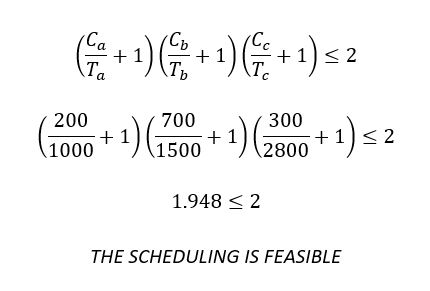 (C_a/T_a + 1)(C_b/T_b + 1)(C_c/T_c + 1) ≤ 2
(200/1000 + 1)(700/1500 + 1)(300/2800 + 1) ≤ 2
1.948 ≤ 2
THE SCHEDULING IS FEASIBLE